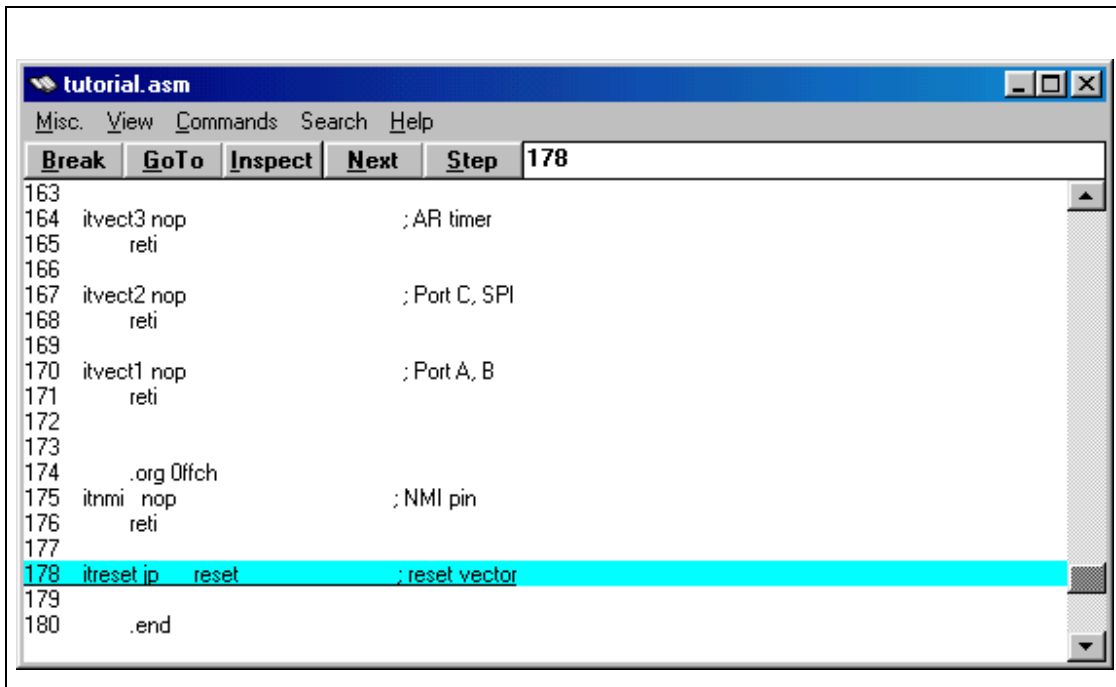 tutorial.asm
Misc. View Commands Search Help
Break GoTo Inspect Next Step 178
163
164 itvect3 nop ; AR timer
165 reti
166
167 itvect2 nop ; Port C, SPI
168 reti
169
170 itvect1 nop ; Port A, B
171 reti
172
173
174 .org 0ffch
175 itnmi nop ; NMI pin
176 reti
177
178 itreset jp reset ; reset vector
179
180 .end